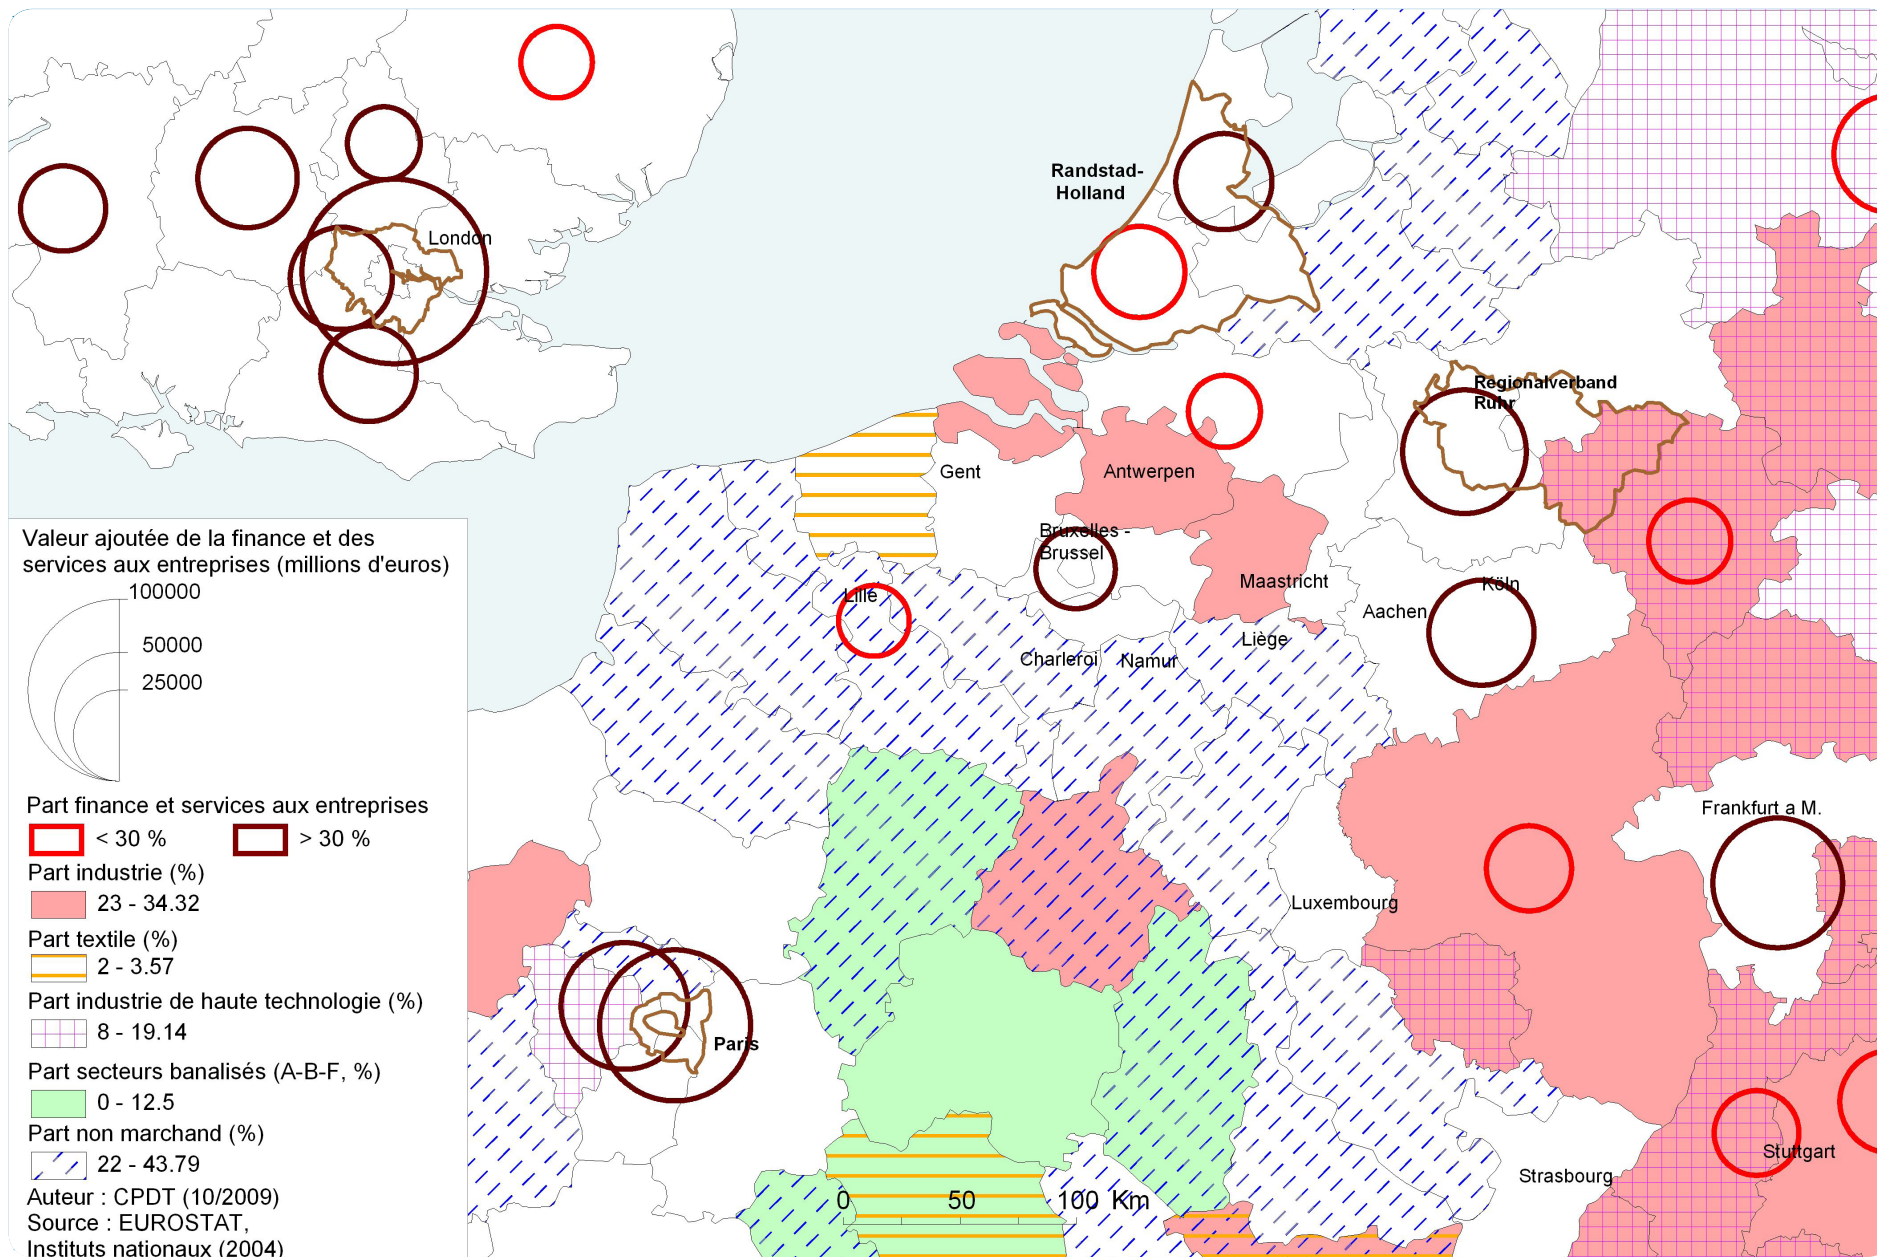 London
Randstad-
Holland
Regionalverband
Ruhr
Gent
Antwerpen
Bruxelles -
Brussel
Maastricht
Köln
Aachen
Lille
Liège
Charleroi
Namur
Frankfurt a M.
Luxembourg
Paris
Strasbourg
Stuttgart
0 50 100 Km
Valeur ajoutée de la finance et des
services aux entreprises (millions d'euros)
100000
50000
25000
Part finance et services aux entreprises
< 30 % > 30 %
Part industrie (%)
23 - 34.32
Part textile (%)
2 - 3.57
Part industrie de haute technologie (%)
8 - 19.14
Part secteurs banalisés (A-B-F, %)
0 - 12.5
Part non marchand (%)
22 - 43.79
Auteur : CPDT (10/2009)
Source : EUROSTAT,
Instituts nationaux (2004)